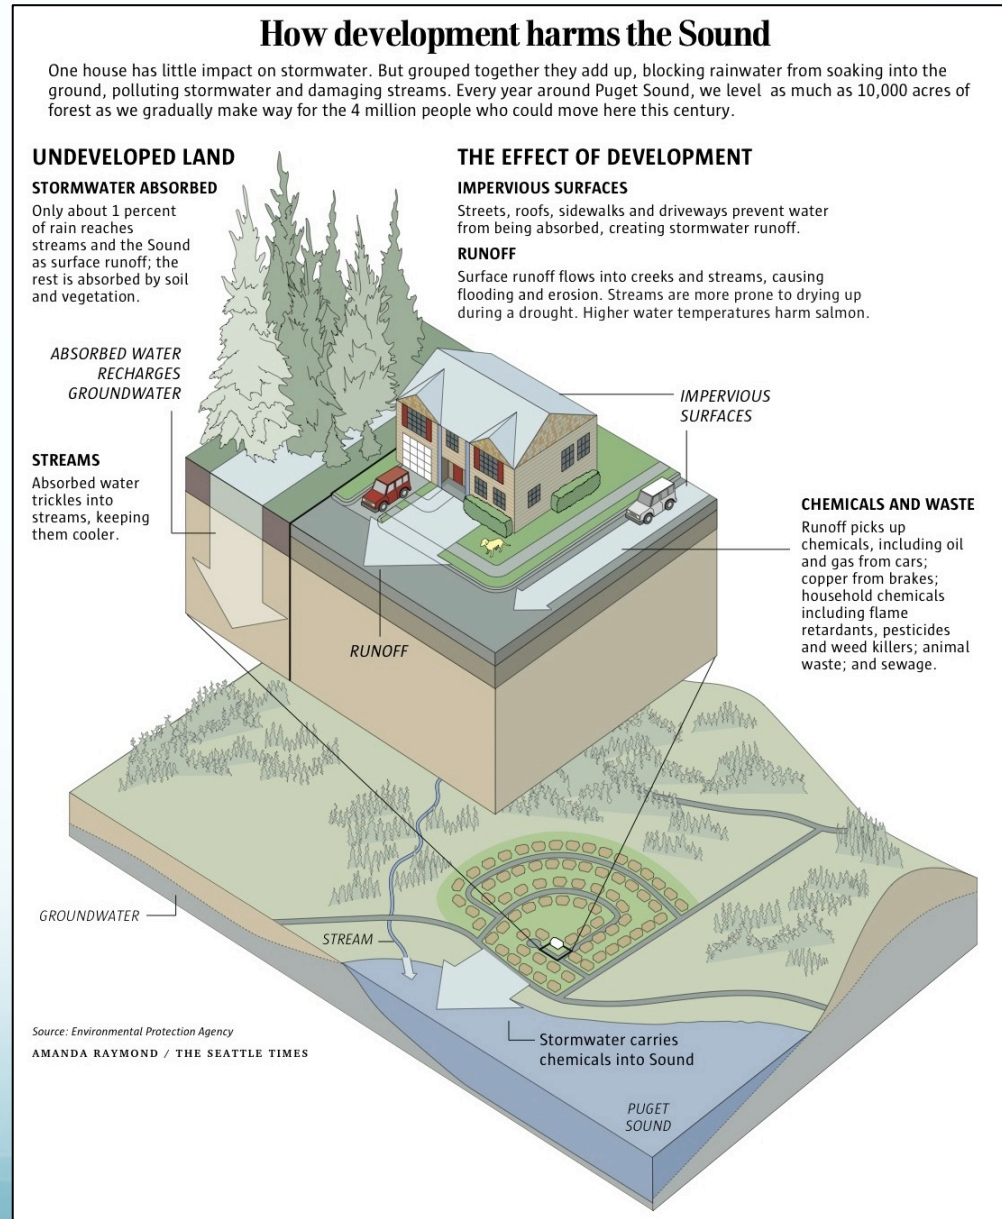 How development harms the Sound
One house has little impact on stormwater. But grouped together they add up, blocking rainwater from soaking into the
ground, polluting stormwater and damaging streams. Every year around Puget Sound, we level as much as 10,000 acres of
forest as we gradually make way for the 4 million people who could move here this century.
UNDEVELOPED LAND
STORMWATER ABSORBED
Only about 1 percent
of rain reaches
streams and the Sound
as surface runoff; the
rest is absorbed by soil
and vegetation.
ABSORBED WATER
RECHARGES
GROUNDWATER
STREAMS
Absorbed water
trickles into
streams, keeping
them cooler.
THE EFFECT OF DEVELOPMENT
IMPERVIOUS SURFACES
Streets, roofs, sidewalks and driveways prevent water
from being absorbed, creating stormwater runoff.
RUNOFF
Surface runoff flows into creeks and streams, causing
flooding and erosion. Streams are more prone to drying up
during a drought. Higher water temperatures harm salmon.
IMPERVIOUS
SURFACES
CHEMICALS AND WASTE
Runoff picks up
chemicals, including oil
and gas from cars;
copper from brakes;
household chemicals
including flame
retardants, pesticides
and weed killers; animal
waste; and sewage.
RUNOFF
GROUNDWATER
STREAM
Stormwater carries
chemicals into Sound
PUGET
SOUND
Source: Environmental Protection Agency
AMANDA RAYMOND / THE SEATTLE TIMES